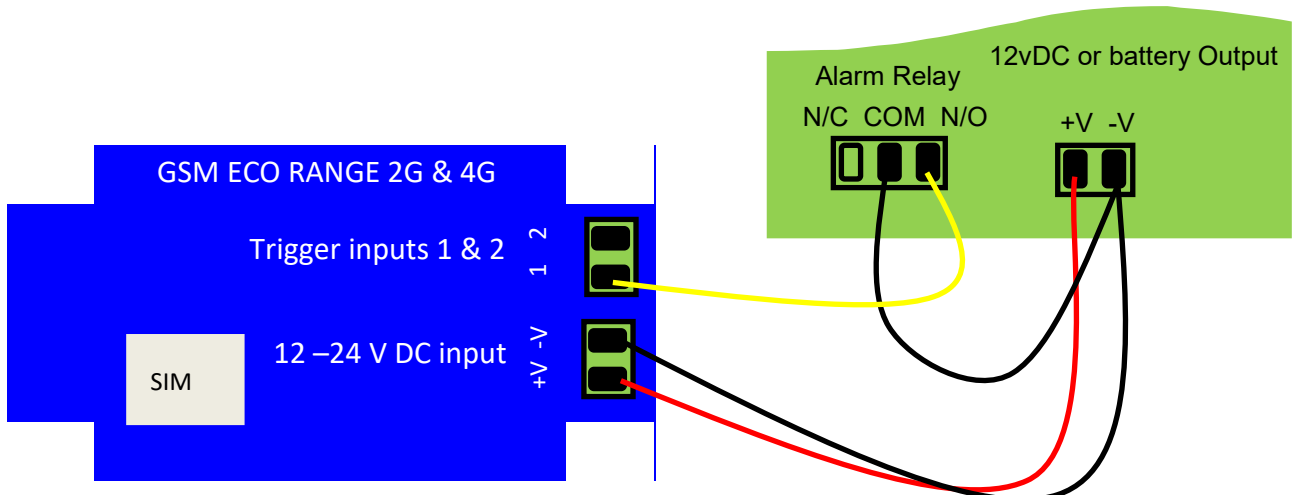 12vDC or battery Output
Alarm Relay
N/C COM N/O
+V -V
GSM ECO RANGE 2G & 4G
Trigger inputs 1 & 2
1 2
12 –24 V DC input
+V -V
SIM